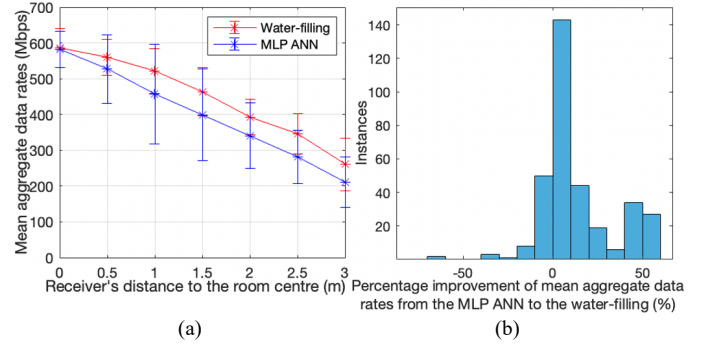 Mean aggregate data rates (Mbps)
700
600
500
400
300
200
100
0
Water-filling
MLP ANN
0 0.5 1 1.5 2 2.5 3
Receiver's distance to the room centre (m)
(a)
Instances
140
120
100
80
60
40
20
-50 0 50
Percentage improvement of mean aggregate data
rates from the MLP ANN to the water-filling (%)
(b)